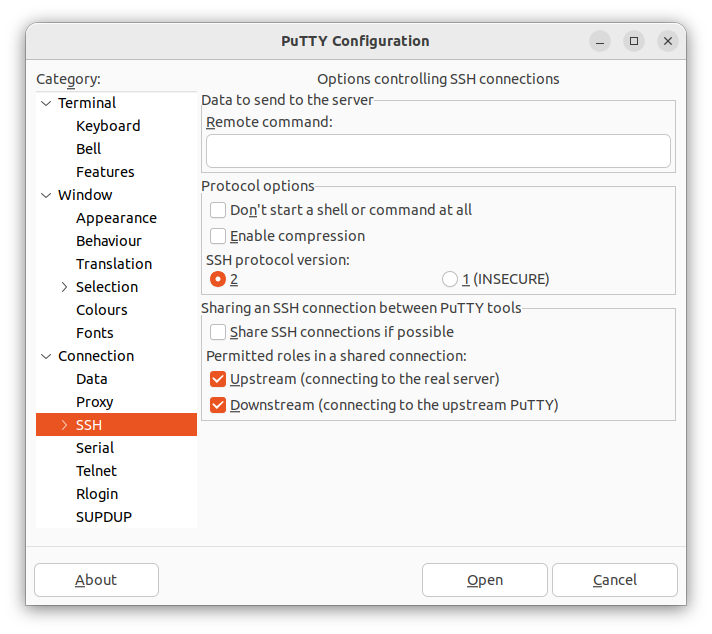 PuTTY Configuration
Category:
Terminal
Keyboard
Bell
Features
Window
Appearance
Behaviour
Translation
Selection
Colours
Fonts
Connection
Data
Proxy
SSH
Serial
Telnet
Rlogin
SUPDUP
Options controlling SSH connections
Data to send to the server
Remote command:
Protocol options
Don't start a shell or command at all
Enable compression
SSH protocol version:
2
1 (INSECURE)
Sharing an SSH connection between PuTTY tools
Share SSH connections if possible
Permitted roles in a shared connection:
Upstream (connecting to the real server)
Downstream (connecting to the upstream PuTTY)
About
Open
Cancel